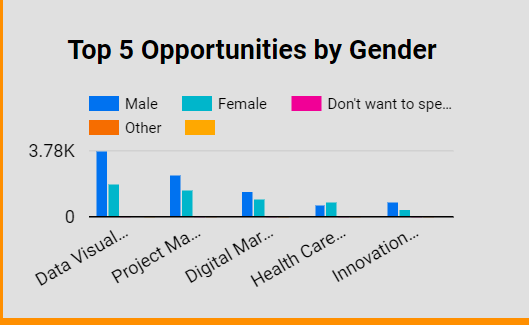 Top 5 Opportunities by Gender
Male Female Don't want to spe...
Other
3.78K
0
Data Visual...
Project Ma...
Digital Mar...
Health Care...
Innovation...